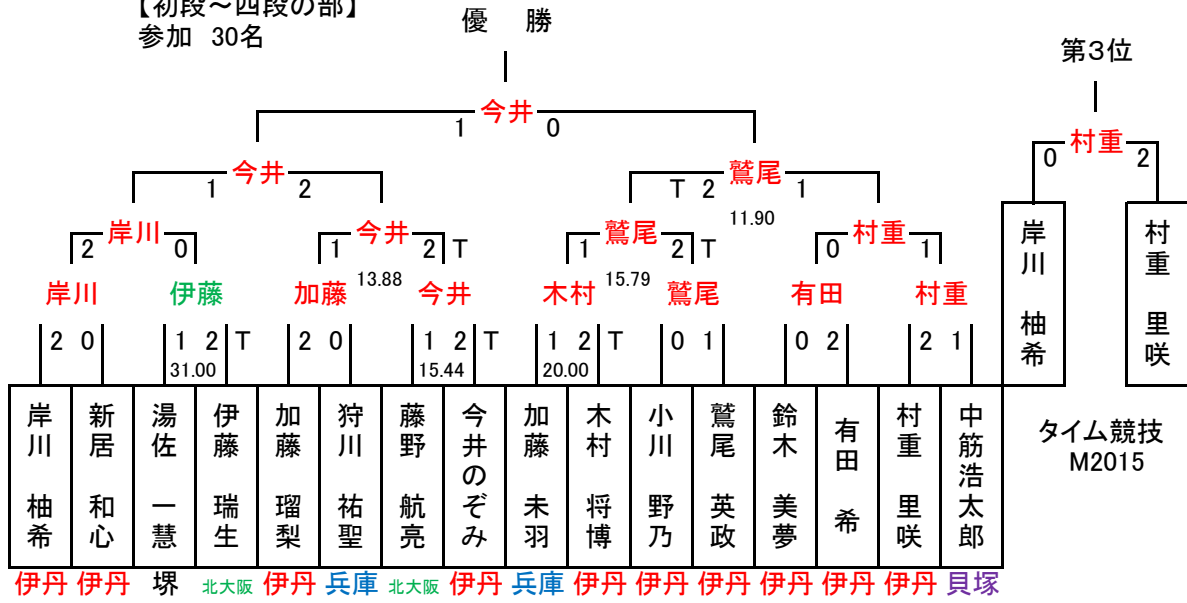 【初段～四段の部】
参加 30名
優 勝
第3位
今井
1 0
村重
0 2
今井
1 2
鷲尾
T 2 1
11.90
岸川
2 0
今井
1 2 T
13.88
鷲尾
1 2 T
15.79
村重
0 1
岸川 伊藤 加藤 今井 木村 鷲尾 有田 村重
2 0 1 2 T 2 0 1 2 T 1 2 T 0 1 0 2 2 1
31.00 15.44 20.00
岸川 柚希
新居 和心
湯佐 一慧
伊藤 瑞生
加藤 瑠梨
狩川 祐聖
藤野 航亮
今井のぞみ
加藤 未羽
木村 将博
小川 野乃
鷲尾 英政
鈴木 美夢
有田 希
村重 里咲
中筋浩太郎
岸川 柚希
村重 里咲
タイム競技
M2015
伊丹 伊丹 堺 北大阪 伊丹 兵庫 北大阪 伊丹 兵庫 伊丹 伊丹 伊丹 伊丹 伊丹 伊丹 貝塚